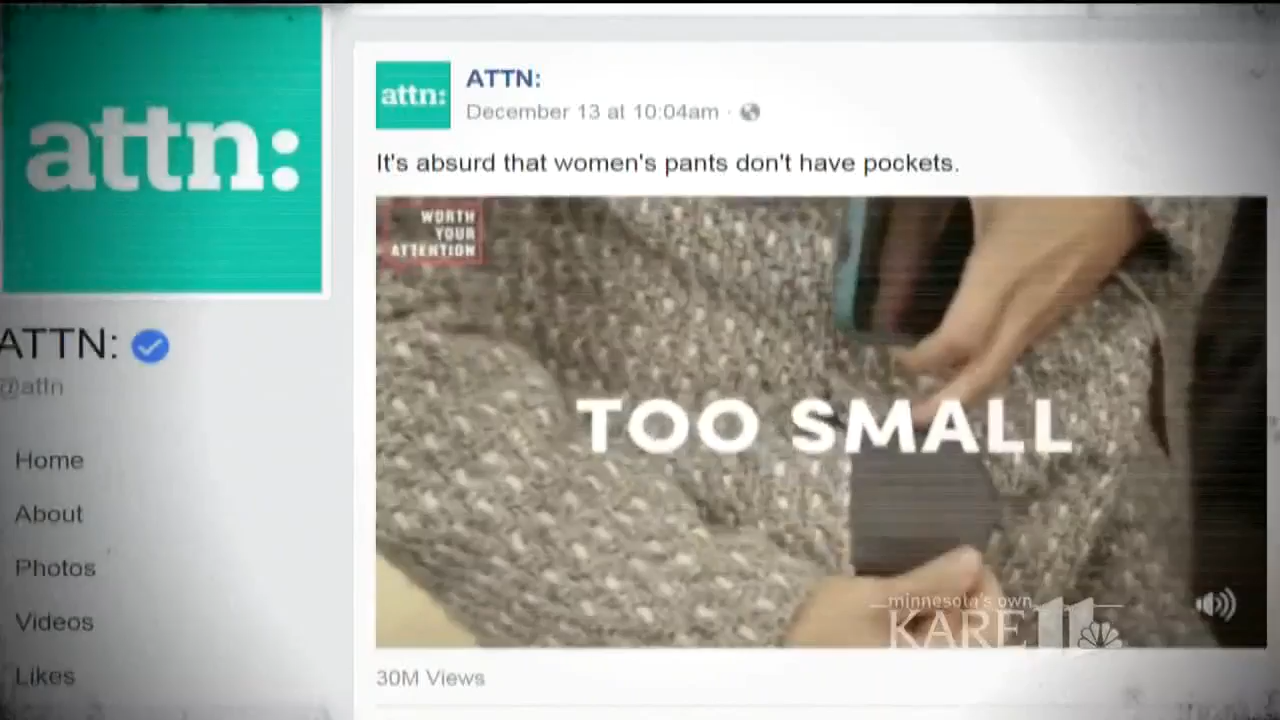 attn:
ATTN:
@attn
Home
About
Photos
Videos
Likes
attn:
ATTN:
December 13 at 10:04am ·
It's absurd that women's pants don't have pockets.
WORTH
YOUR
ATTENTION
TOO SMALL
minnesota's own
KARE 11
30M Views